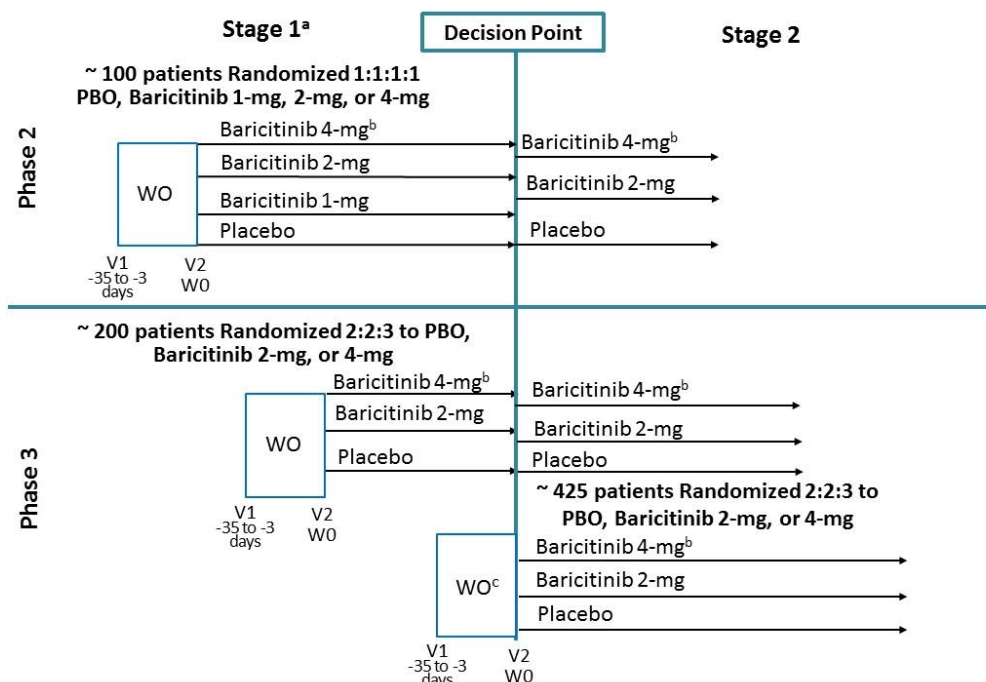 Stage 1ᵃ
Decision Point
Stage 2
~ 100 patients Randomized 1:1:1:1
PBO, Baricitinib 1-mg, 2-mg, or 4-mg
Phase 2
WO
Baricitinib 4-mgᵇ
Baricitinib 2-mg
Baricitinib 1-mg
Placebo
Baricitinib 4-mgᵇ
Baricitinib 2-mg
Placebo
V1
-35 to -3
days
V2
W0
~ 200 patients Randomized 2:2:3 to PBO,
Baricitinib 2-mg, or 4-mg
Phase 3
WO
Baricitinib 4-mgᵇ
Baricitinib 2-mg
Placebo
Baricitinib 4-mgᵇ
Baricitinib 2-mg
Placebo
V1
-35 to -3
days
V2
W0
~ 425 patients Randomized 2:2:3 to
PBO, Baricitinib 2-mg, or 4-mg
WOᶜ
Baricitinib 4-mgᵇ
Baricitinib 2-mg
Placebo
V1
-35 to -3
days
V2
W0